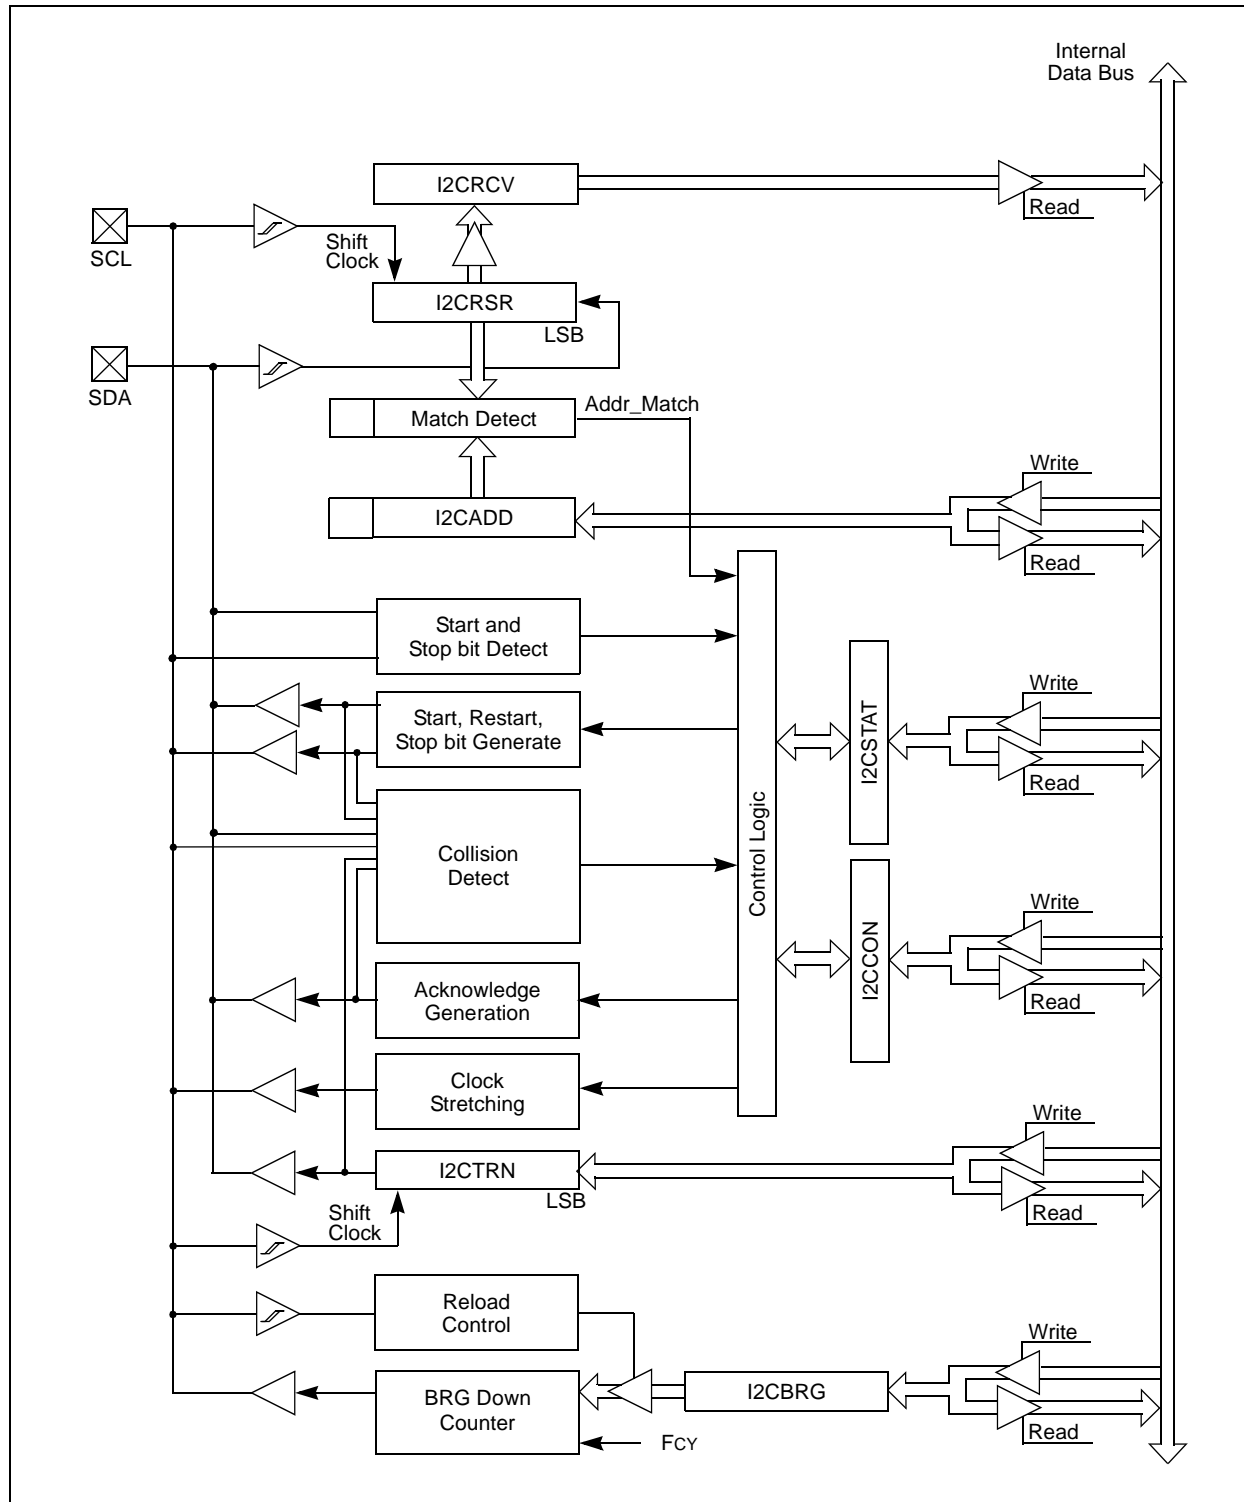 Internal
Data Bus
I2CRCV
Read
SCL
Shift
Clock
I2CRSR
LSB
SDA
Match Detect
Addr_Match
Write
I2CADD
Read
Start and
Stop bit Detect
Write
Start, Restart,
Stop bit Generate
I2CSTAT
Read
Control Logic
Collision
Detect
Write
I2CCON
Acknowledge
Generation
Read
Clock
Stretching
Write
I2CTRN
LSB
Shift
Clock
Read
Reload
Control
Write
BRG Down
Counter
I2CBRG
FCY
Read